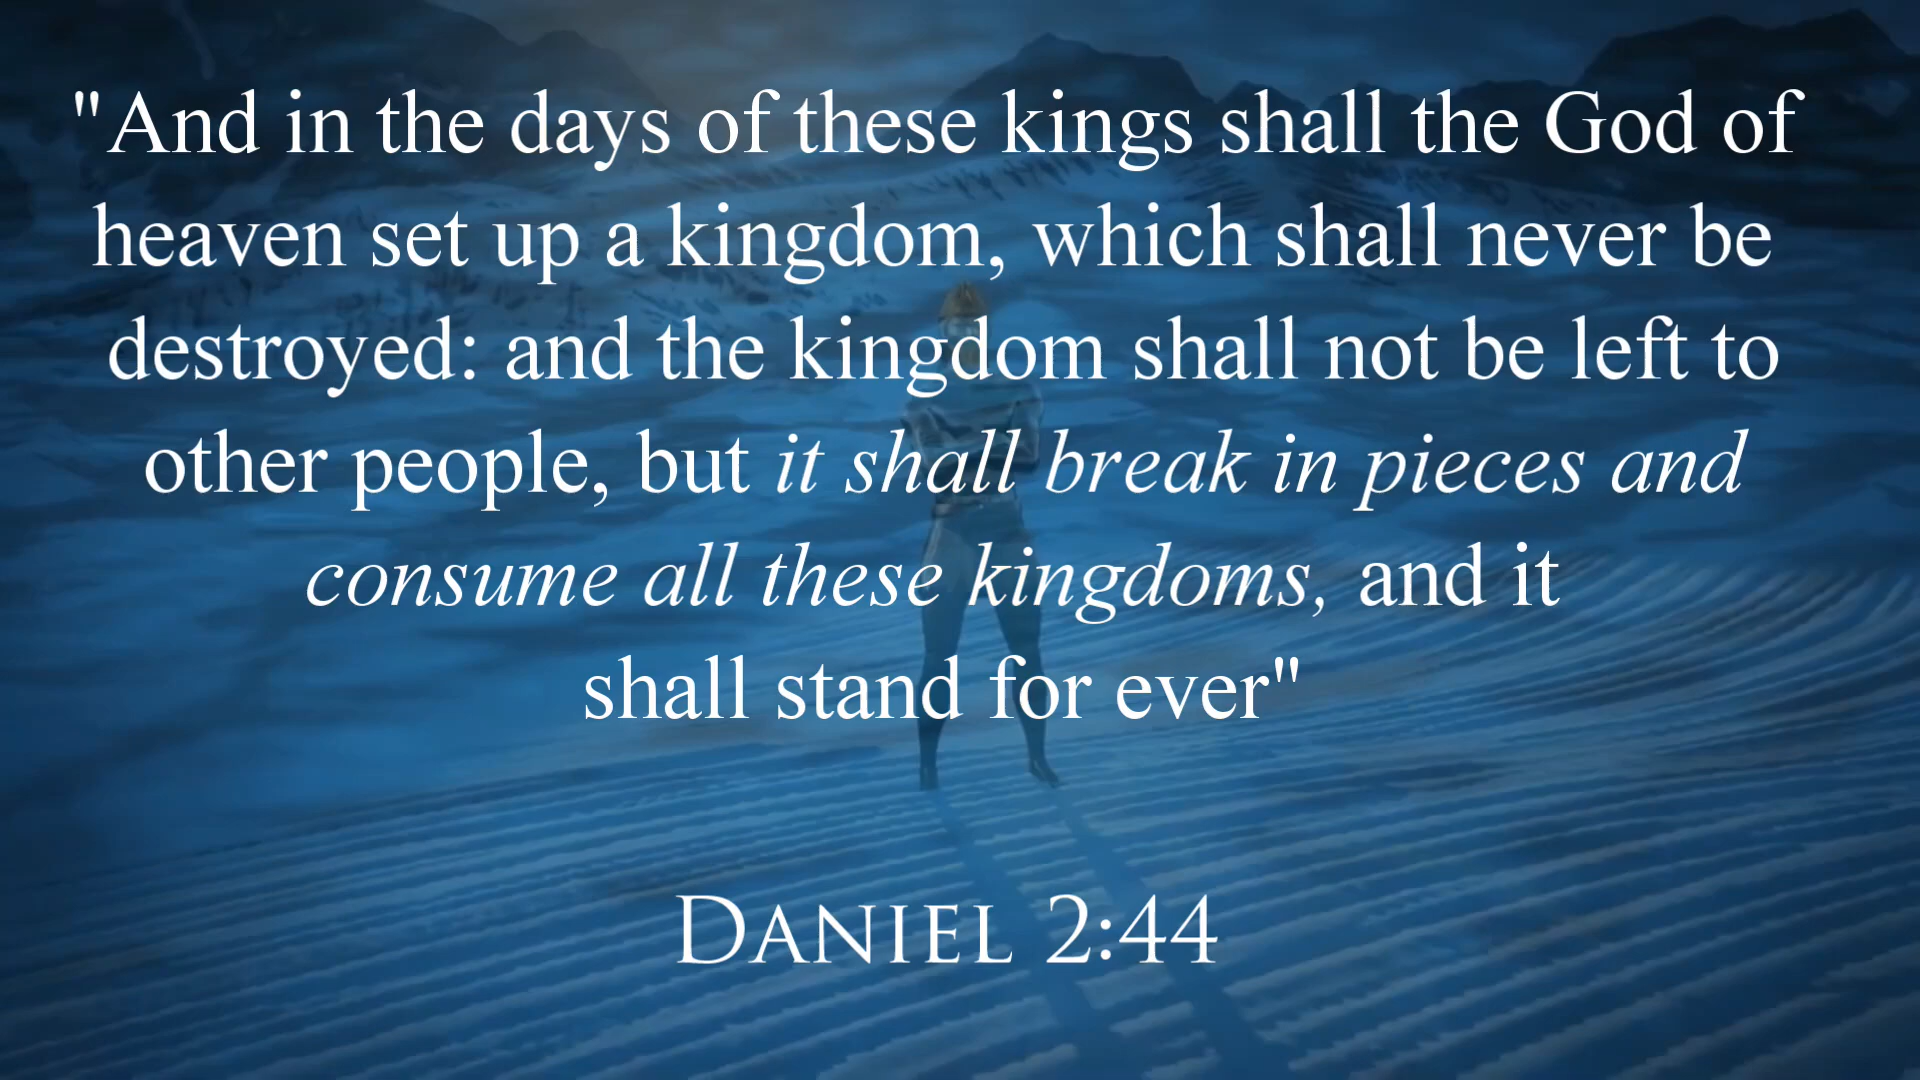 "And in the days of these kings shall the God of
heaven set up a kingdom, which shall never be
destroyed: and the kingdom shall not be left to
other people, but it shall break in pieces and
consume all these kingdoms, and it
shall stand for ever"
DANIEL 2:44